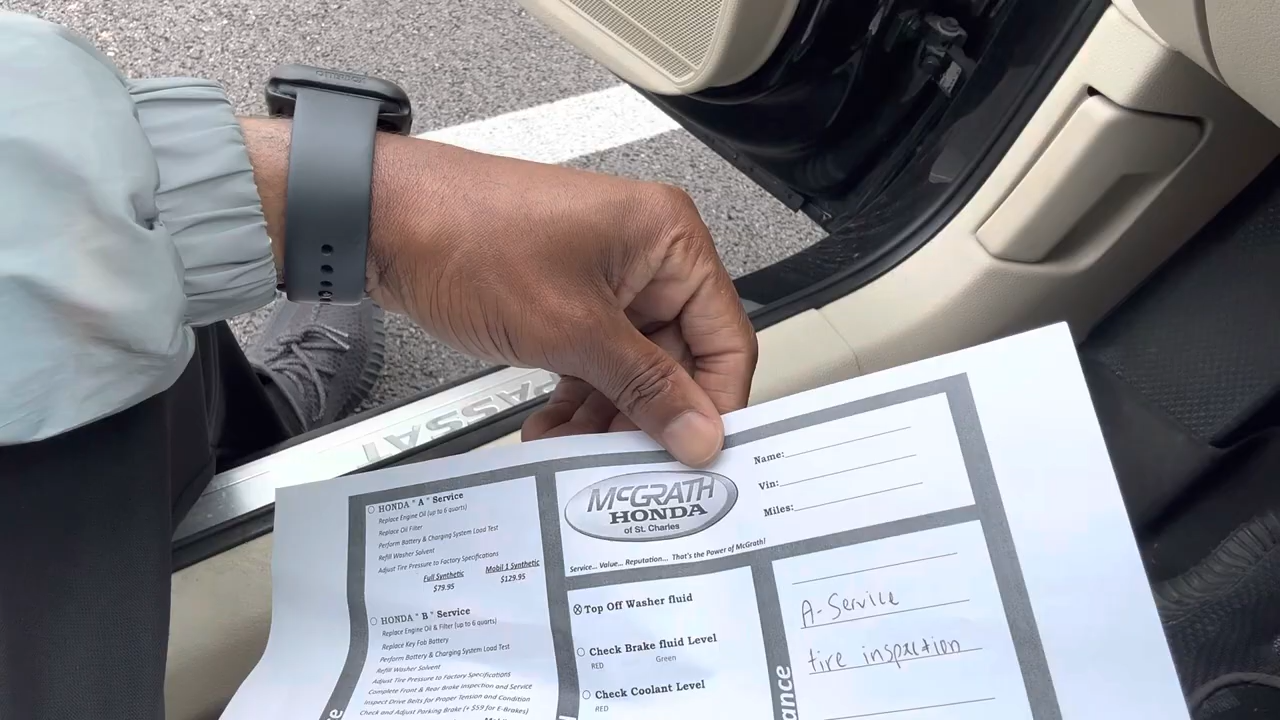 PASSAT
HONDA "A" Service
Replace Engine Oil (up to 6 quarts)
Replace Oil Filter
Perform Battery & Charging System Load Test
Refill Washer Solvent
Adjust Tire Pressure to Factory Specifications
Full Synthetic Mobil 1 Synthetic
$79.95 $129.95
HONDA "B" Service
Replace Engine Oil & Filter (up to 6 quarts)
Replace Key Fob Battery
Perform Battery & Charging System Load Test
Refill Washer Solvent
Adjust Tire Pressure to Factory Specifications
Complete Front & Rear Brake Inspection and Service
Inspect Drive Belts for Proper Tension and Condition
Check and Adjust Parking Brake (+ $59 for E-Brakes)
MCGRATH
HONDA
of St. Charles
Service... Value... Reputation... That's the Power of McGrath!
Name:
Vin:
Miles:
Top Off Washer fluid
Check Brake fluid Level
RED Green
Check Coolant Level
RED
A-Service
tire inspection